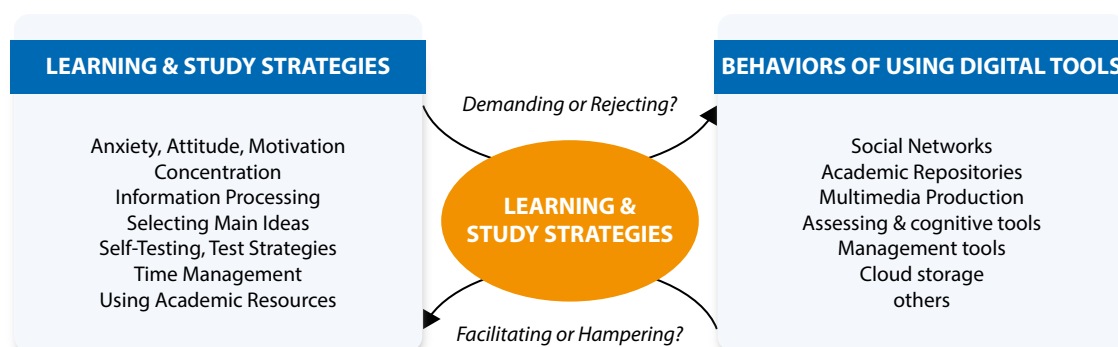 LEARNING & STUDY STRATEGIES
Anxiety, Attitude, Motivation
Concentration
Information Processing
Selecting Main Ideas
Self-Testing, Test Strategies
Time Management
Using Academic Resources
Demanding or Rejecting?
LEARNING &
STUDY STRATEGIES
Facilitating or Hampering?
BEHAVIORS OF USING DIGITAL TOOLS
Social Networks
Academic Repositories
Multimedia Production
Assessing & cognitive tools
Management tools
Cloud storage
others